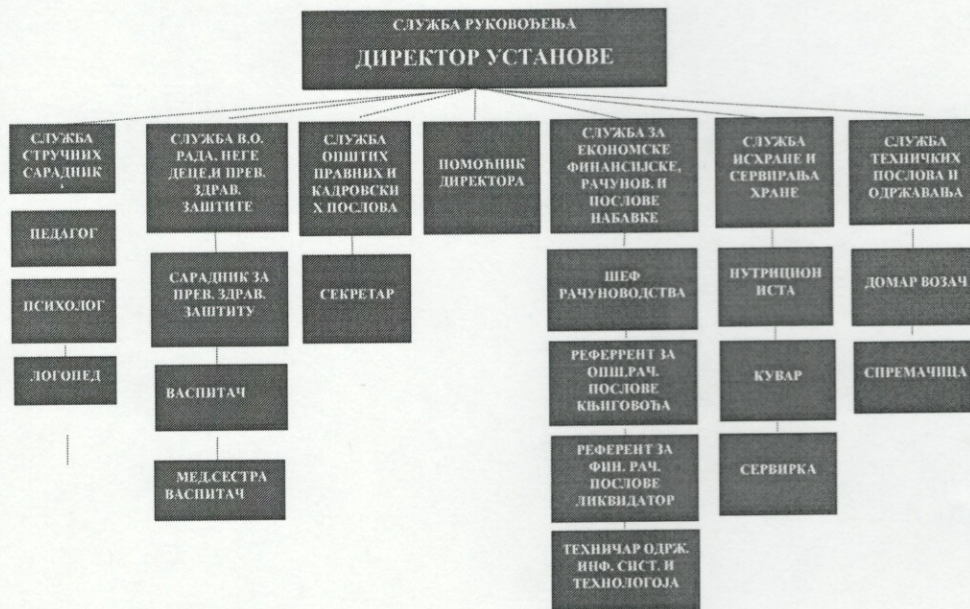 СЛУЖБА РУКОВОЂЕЊА
ДИРЕКТОР УСТАНОВЕ
СЛУЖБА
СТРУЧНИХ
САРАДНИК
ПЕДАГОГ
ПСИХОЛОГ
ЛОГОПЕД
СЛУЖБА В.О.
РАДА, НЕГЕ
ДЕЦЕ,И ПРЕВ.
ЗДРАВ.
ЗАШТИТЕ
САРАДНИК ЗА
ПРЕВ. ЗДРАВ.
ЗАШТИТУ
ВАСПИТАЧ
МЕД.СЕСТРА
ВАСПИТАЧ
СЛУЖБА
ОПШТИХ
ПРАВНИХ И
КАДРОВСКИ
Х ПОСЛОВА
СЕКРЕТАР
ПОМОЋНИК
ДИРЕКТОРА
СЛУЖБА ЗА
ЕКОНОМСКЕ
ФИНАНСИЈСКЕ,
РАЧУНОВ. И
ПОСЛОВЕ
НАБАВКЕ
ШЕФ
РАЧУНОВОДСТВА
РЕФЕРРЕНТ ЗА
ОПШ.РАЧ.
ПОСЛОВЕ
КЊИГОВОЂА
РЕФЕРЕНТ ЗА
ФИН. РАЧ.
ПОСЛОВЕ
ЛИКВИДАТОР
ТЕХНИЧАР ОДРЖ.
ИНФ. СИСТ. И
ТЕХНОЛОГОЈА
СЛУЖБА
ИСХРАНЕ И
СЕРВИРАЊА
ХРАНЕ
НУТРИЦИОН
ИСТА
КУВАР
СЕРВИРКА
СЛУЖБА
ТЕХНИЧКИХ
ПОСЛОВА И
ОДРЖАВАЊА
ДОМАР ВОЗАЧ
СПРЕМАЧИЦА